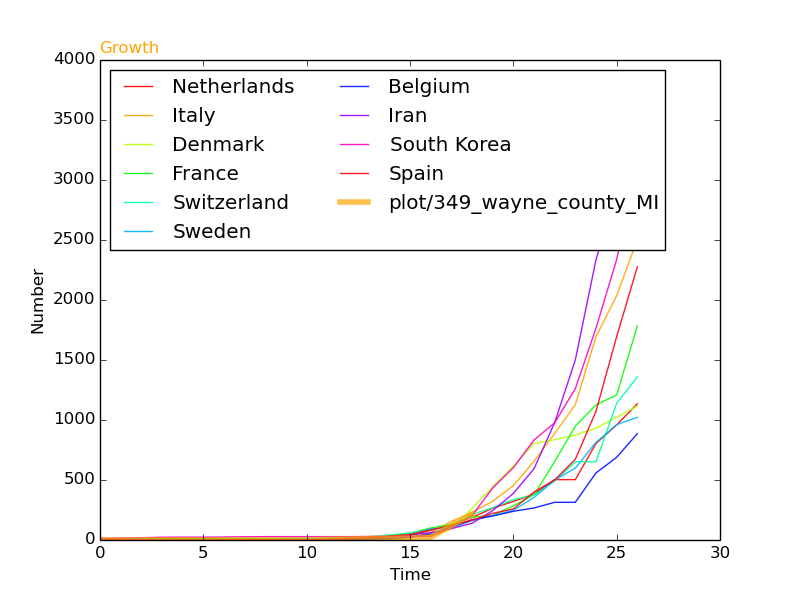 Growth
4000
3500
3000
2500
2000
1500
1000
500
0
Number
Netherlands
Italy
Denmark
France
Switzerland
Sweden
Belgium
Iran
South Korea
Spain
plot/349_wayne_county_MI
0 5 10 15 20 25 30
Time